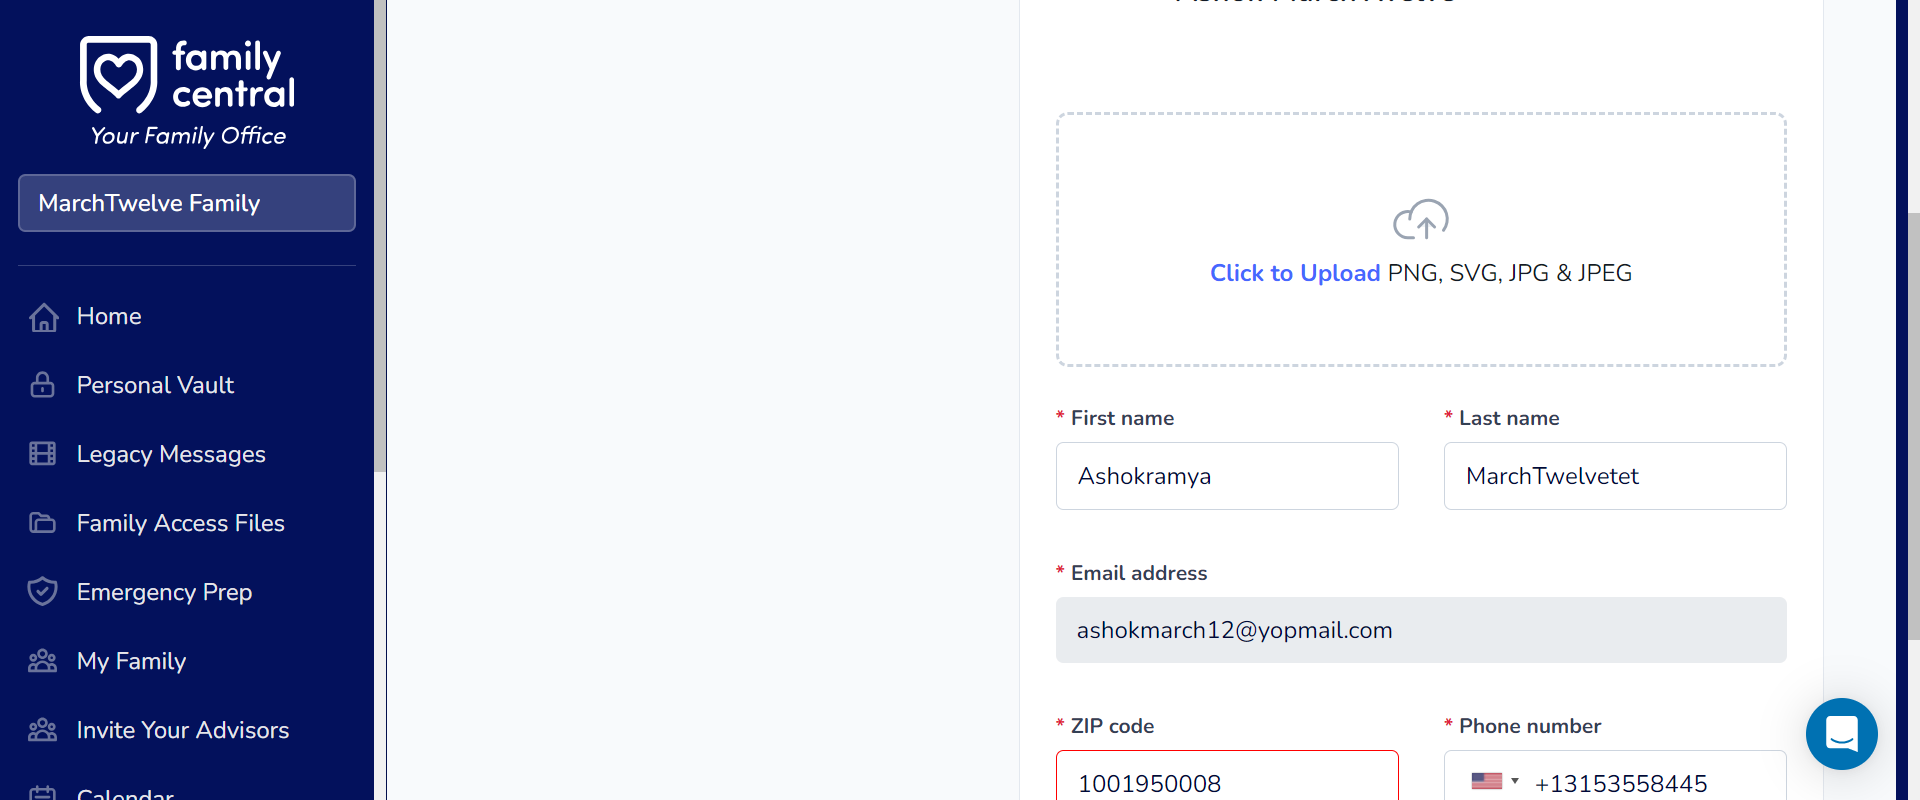 family
central
Your Family Office
MarchTwelve Family
Home
Personal Vault
Legacy Messages
Family Access Files
Emergency Prep
My Family
Invite Your Advisors
Calendar
Click to Upload PNG, SVG, JPG & JPEG
* First name
* Last name
Ashokramya
MarchTwelvetet
* Email address
ashokmarch12@yopmail.com
* ZIP code
* Phone number
1001950008
+13153558445